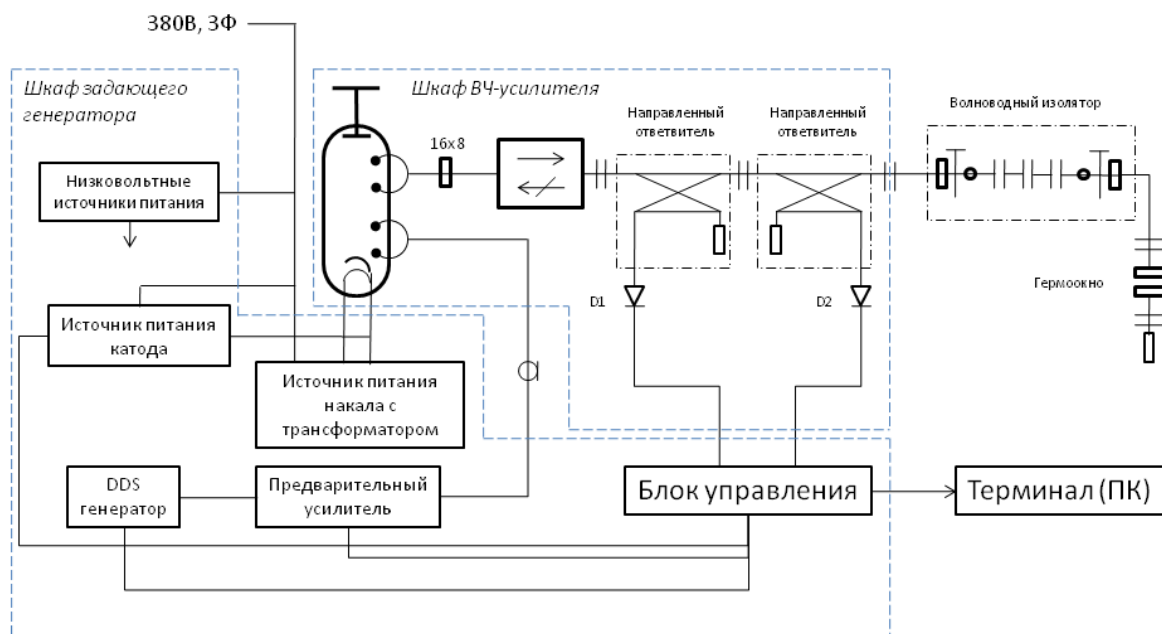 380В, 3Ф
Шкаф задающего
генератора
Шкаф ВЧ-усилителя
Направленный
ответвитель
Направленный
ответвитель
Волноводный изолятор
16x8
Низковольтные
источники питания
D1
D2
Гермоокно
Источник питания
катода
Источник питания
накала с
трансформатором
DDS
генератор
Предварительный
усилитель
Блок управления
Терминал (ПК)